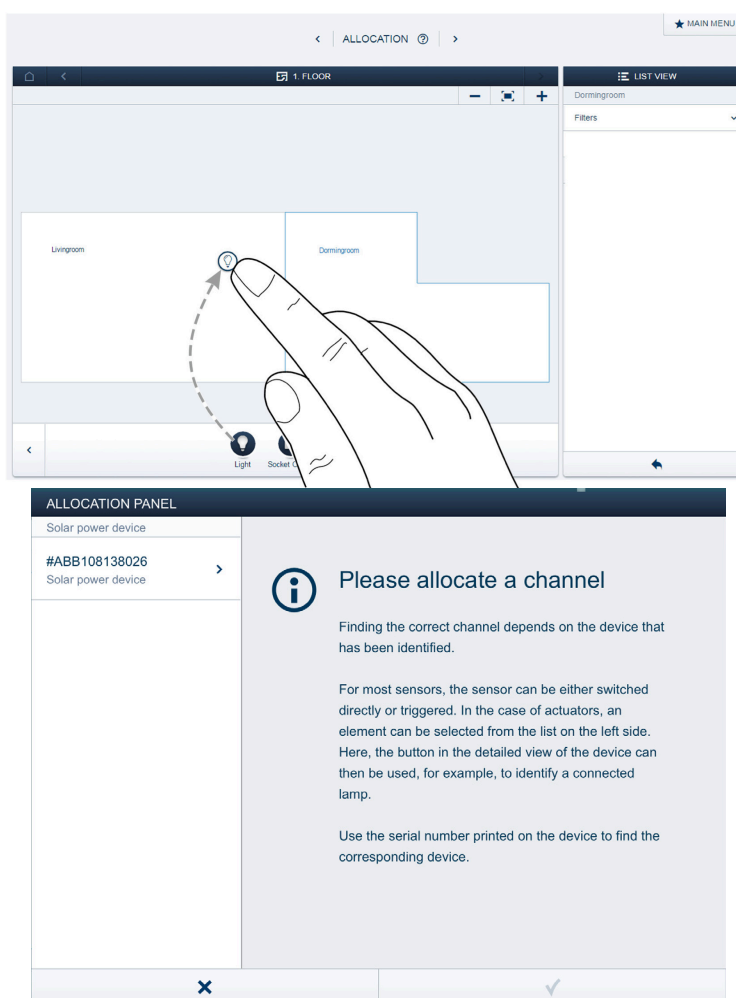 MAIN MENU
ALLOCATION
1. FLOOR
LIST VIEW
Dormingroom
Filters
Livingroom
Dormingroom
Light
Socket
ALLOCATION PANEL
Solar power device
#ABB108138026
Solar power device
Please allocate a channel
Finding the correct channel depends on the device that
has been identified.
For most sensors, the sensor can be either switched
directly or triggered. In the case of actuators, an
element can be selected from the list on the left side.
Here, the button in the detailed view of the device can
then be used, for example, to identify a connected
lamp.
Use the serial number printed on the device to find the
corresponding device.